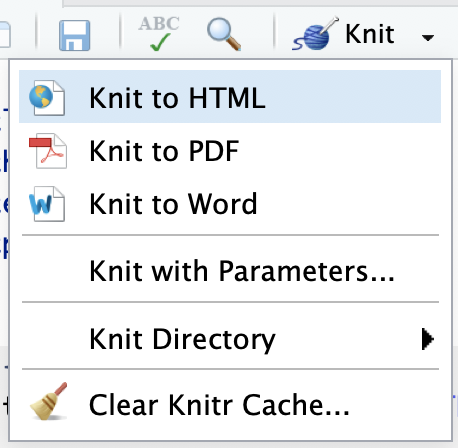 ABC
Knit
Knit to HTML
Knit to PDF
Knit to Word
Knit with Parameters...
Knit Directory
Clear Knitr Cache...